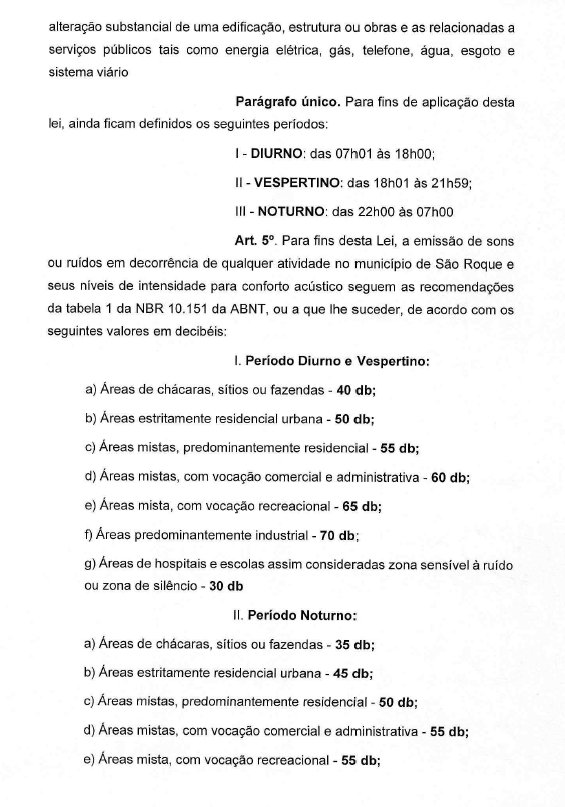 alteração substancial de uma edificação, estrutura ou obras e as relacionadas a
serviços públicos tais como energia elétrica, gás, telefone, água, esgoto e
sistema viário
Parágrafo único. Para fins de aplicação desta
lei, ainda ficam definidos os seguintes períodos:
I - DIURNO: das 07h01 às 18h00;
II - VESPERTINO: das 18h01 às 21h59;
III - NOTURNO: das 22h00 às 07h00
Art. 5º. Para fins desta Lei, a emissão de sons
ou ruídos em decorrência de qualquer atividade no município de São Roque e
seus níveis de intensidade para conforto acústico seguem as recomendações
da tabela 1 da NBR 10.151 da ABNT, ou a que lhe suceder, de acordo com os
seguintes valores em decibéis:
I. Período Diurno e Vespertino:
a) Áreas de chácaras, sítios ou fazendas - 40 db;
b) Áreas estritamente residencial urbana - 50 db;
c) Áreas mistas, predominantemente residencial - 55 db;
d) Áreas mistas, com vocação comercial e administrativa - 60 db;
e) Áreas mista, com vocação recreacional - 65 db;
f) Áreas predominantemente industrial - 70 db;
g) Áreas de hospitais e escolas assim consideradas zona sensível à ruído
ou zona de silêncio - 30 db
II. Período Noturno:
a) Áreas de chácaras, sítios ou fazendas - 35 db;
b) Áreas estritamente residencial urbana - 45 db;
c) Áreas mistas, predominantemente residencial - 50 db;
d) Áreas mistas, com vocação comercial e administrativa - 55 db;
e) Áreas mista, com vocação recreacional - 55 db;